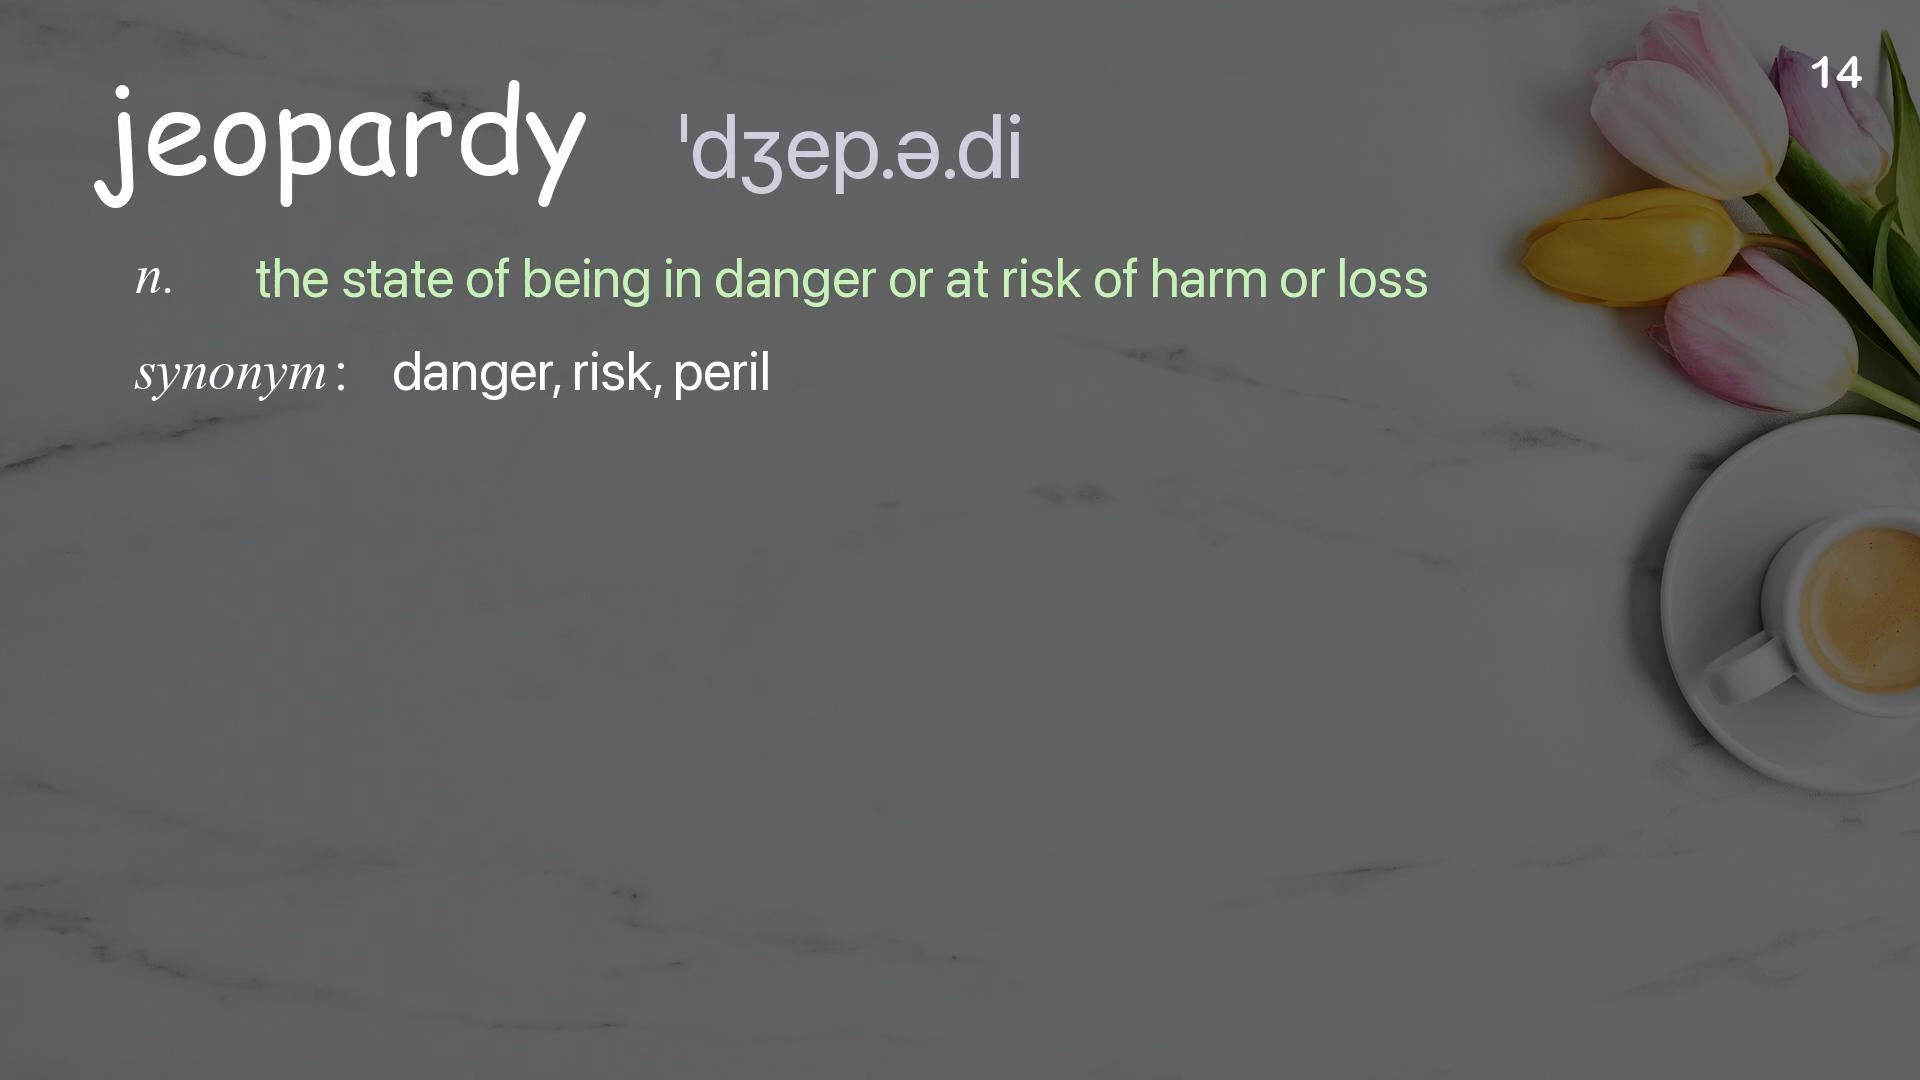 14
jeopardy ˈdʒep.ə.di
n. the state of being in danger or at risk of harm or loss
synonym: danger, risk, peril